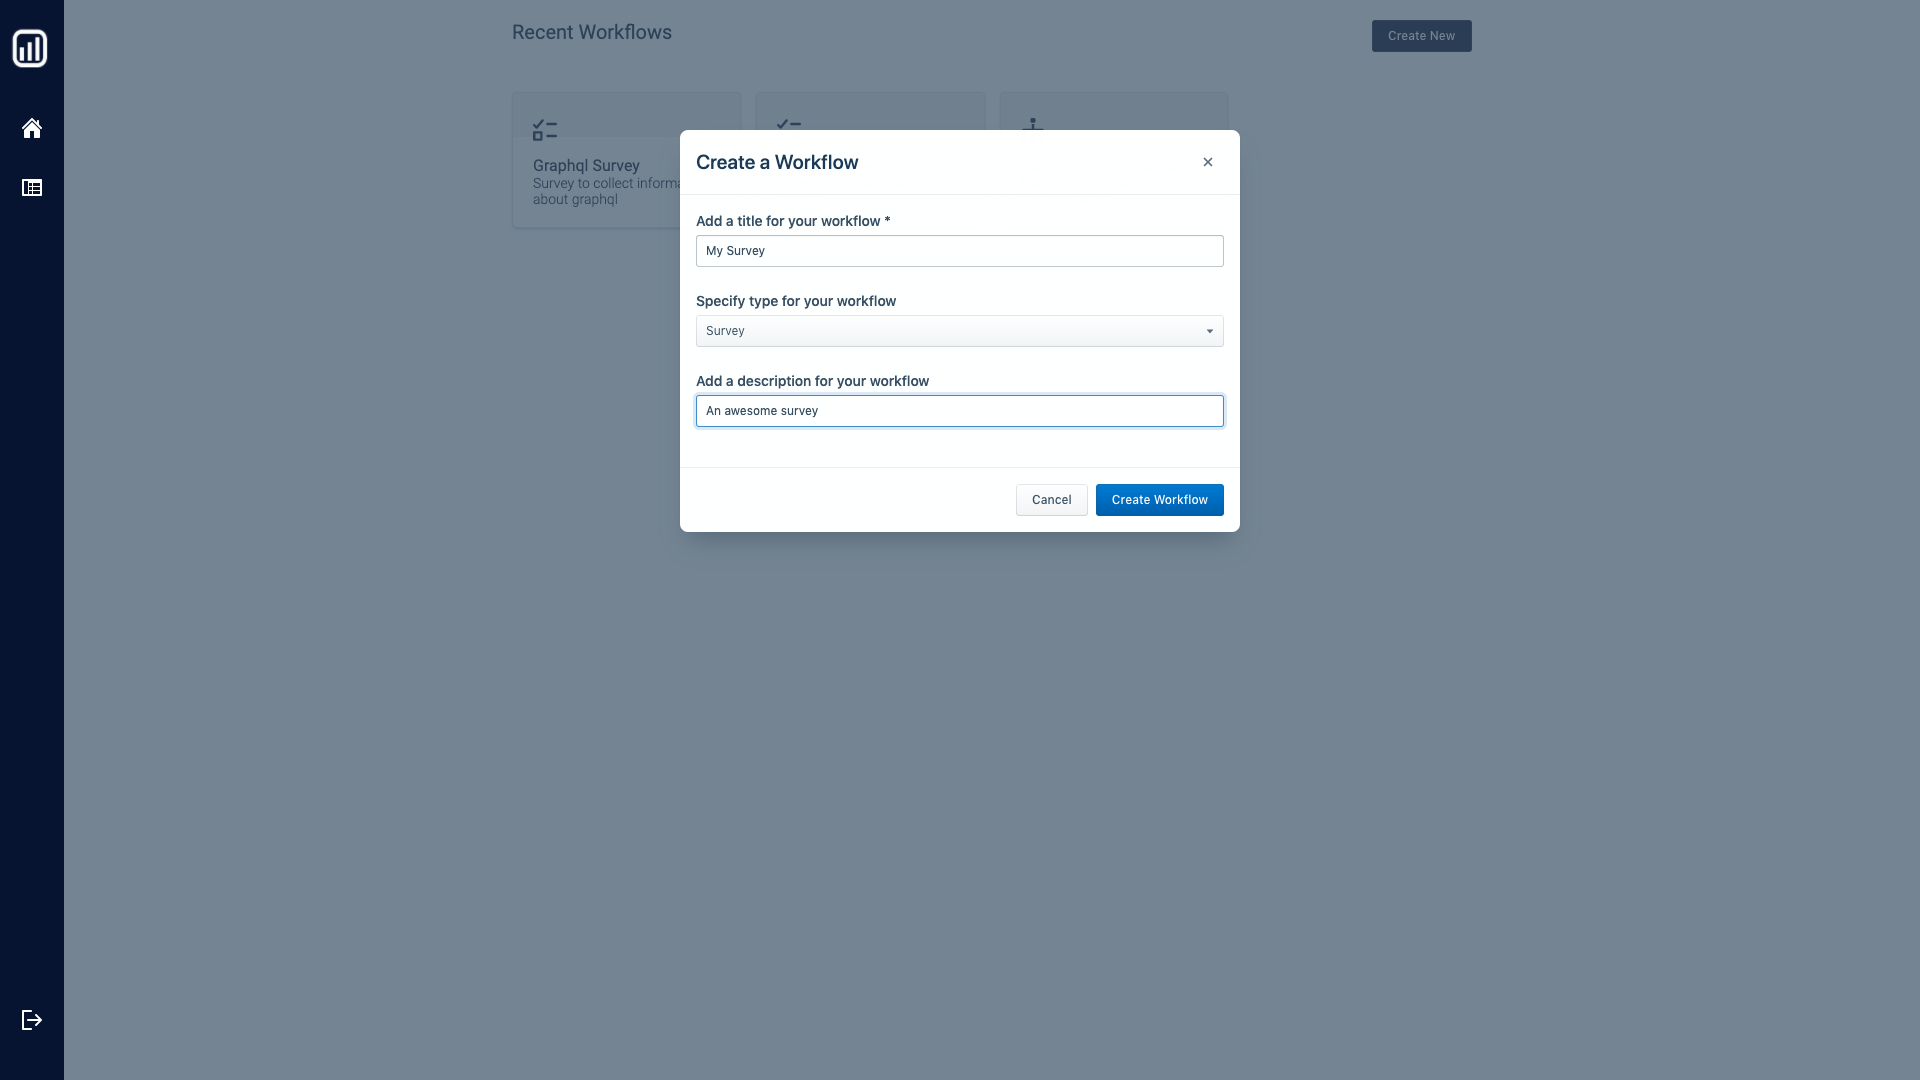 Recent Workflows
Create New
Graphql Survey
Survey to collect informa
about graphql
Create a Workflow
Add a title for your workflow *
My Survey
Specify type for your workflow
Survey
Add a description for your workflow
An awesome survey
Cancel
Create Workflow